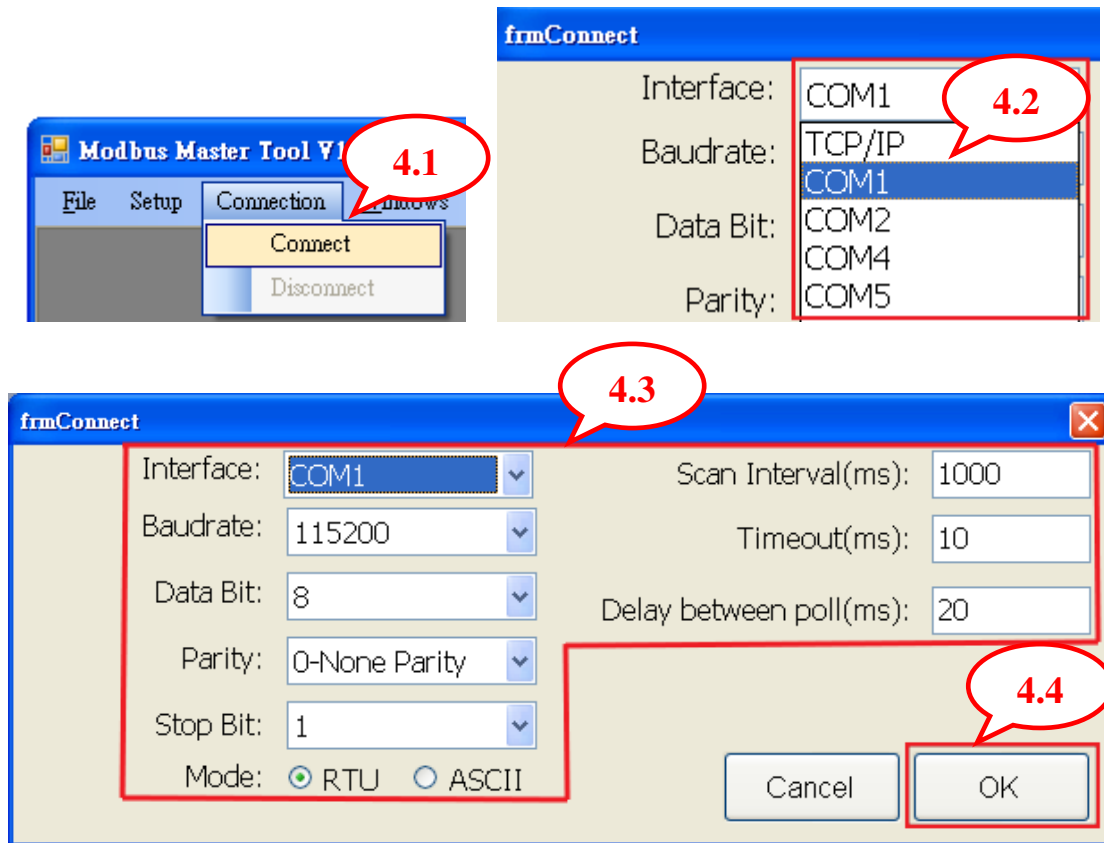 frmConnect
Interface: COM1
4.2
Baudrate:
TCP/IP
COM1
Data Bit:
COM2
COM4
Parity:
COM5
Modbus Master Tool V1
4.1
File Setup Connection
Connect
Disconnect
4.3
frmConnect
Interface: COM1 Scan Interval(ms): 1000
Baudrate: 115200 Timeout(ms): 10
Data Bit: 8 Delay between poll(ms): 20
Parity: 0-None Parity
4.4
Stop Bit: 1
Mode: RTU ASCII
Cancel OK